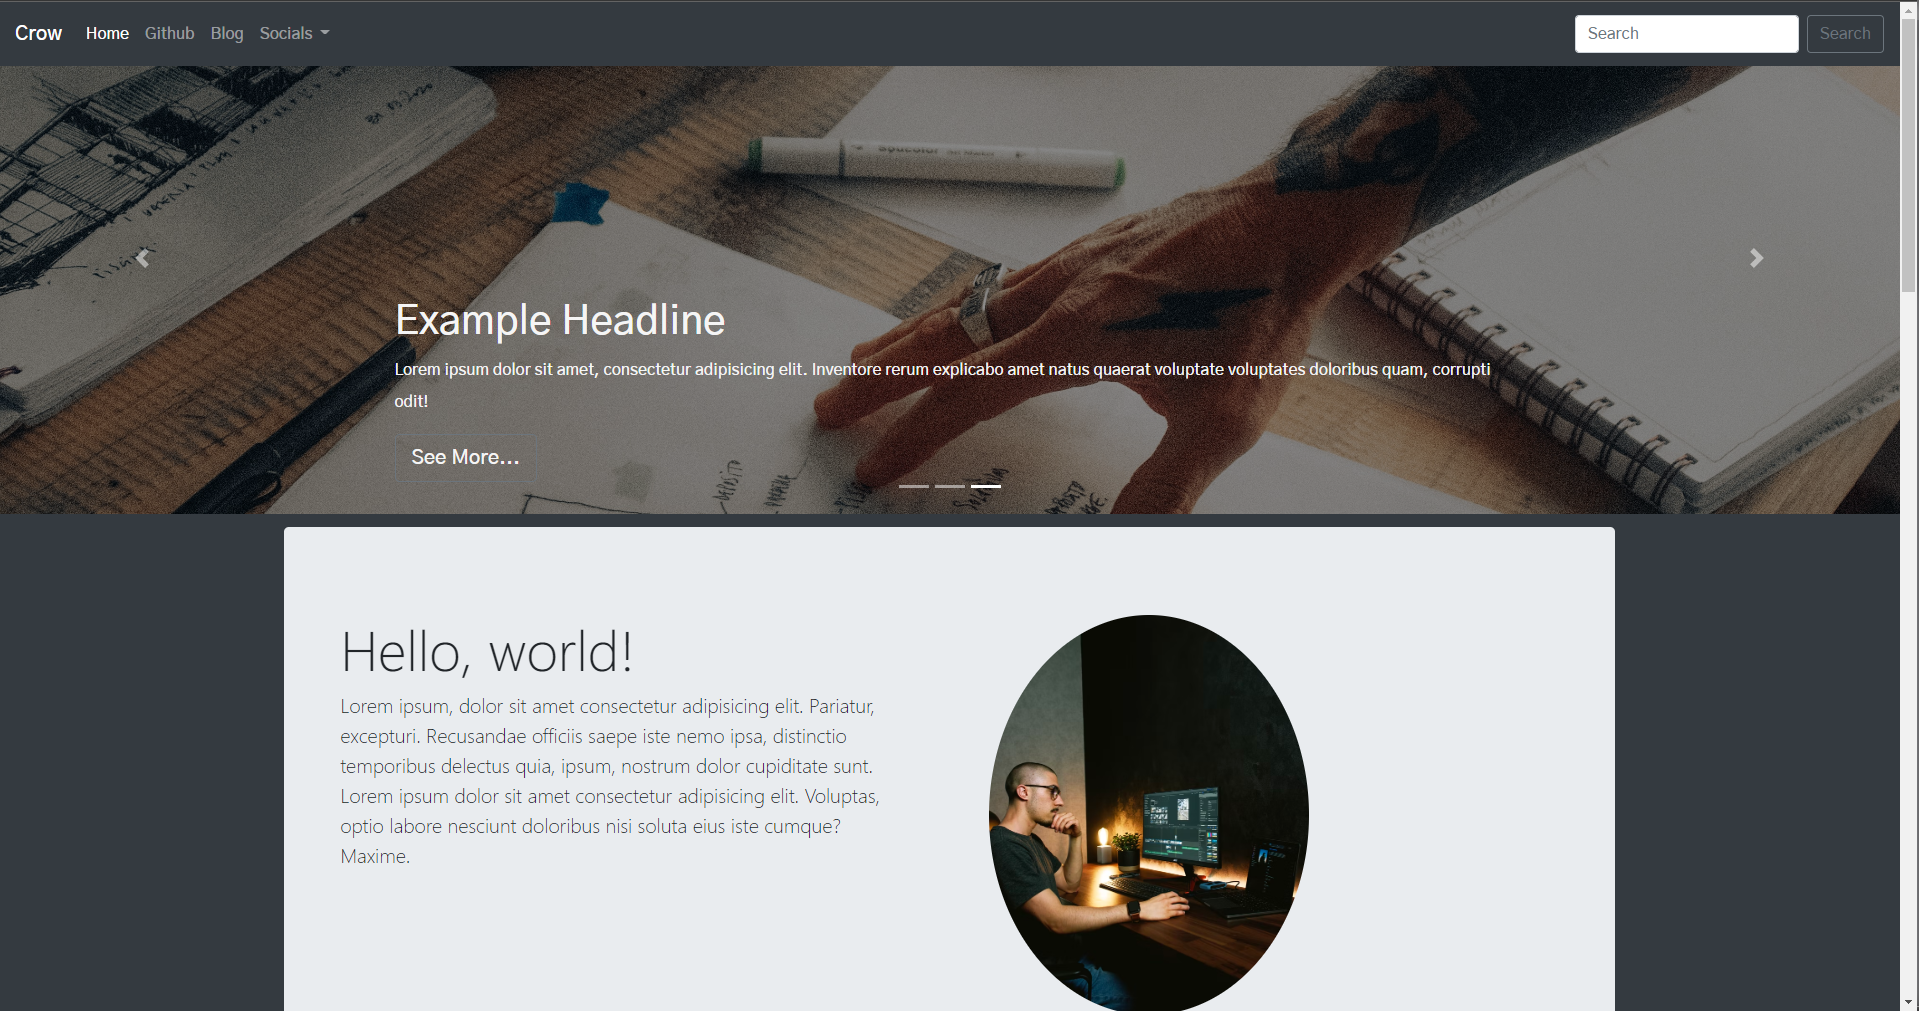 Crow Home Github Blog Socials Search Search
Example Headline
Lorem ipsum dolor sit amet, consectetur adipisicing elit. Inventore rerum explicabo amet natus quaerat voluptate voluptates doloribus quam, corrupti
odit!
See More...
Hello, world!
Lorem ipsum, dolor sit amet consectetur adipisicing elit. Pariatur,
excepturi. Recusandae officiis saepe iste nemo ipsa, distinctio
temporibus delectus quia, ipsum, nostrum dolor cupiditate sunt.
Lorem ipsum dolor sit amet consectetur adipisicing elit. Voluptas,
optio labore nesciunt doloribus nisi soluta eius iste cumque?
Maxime.